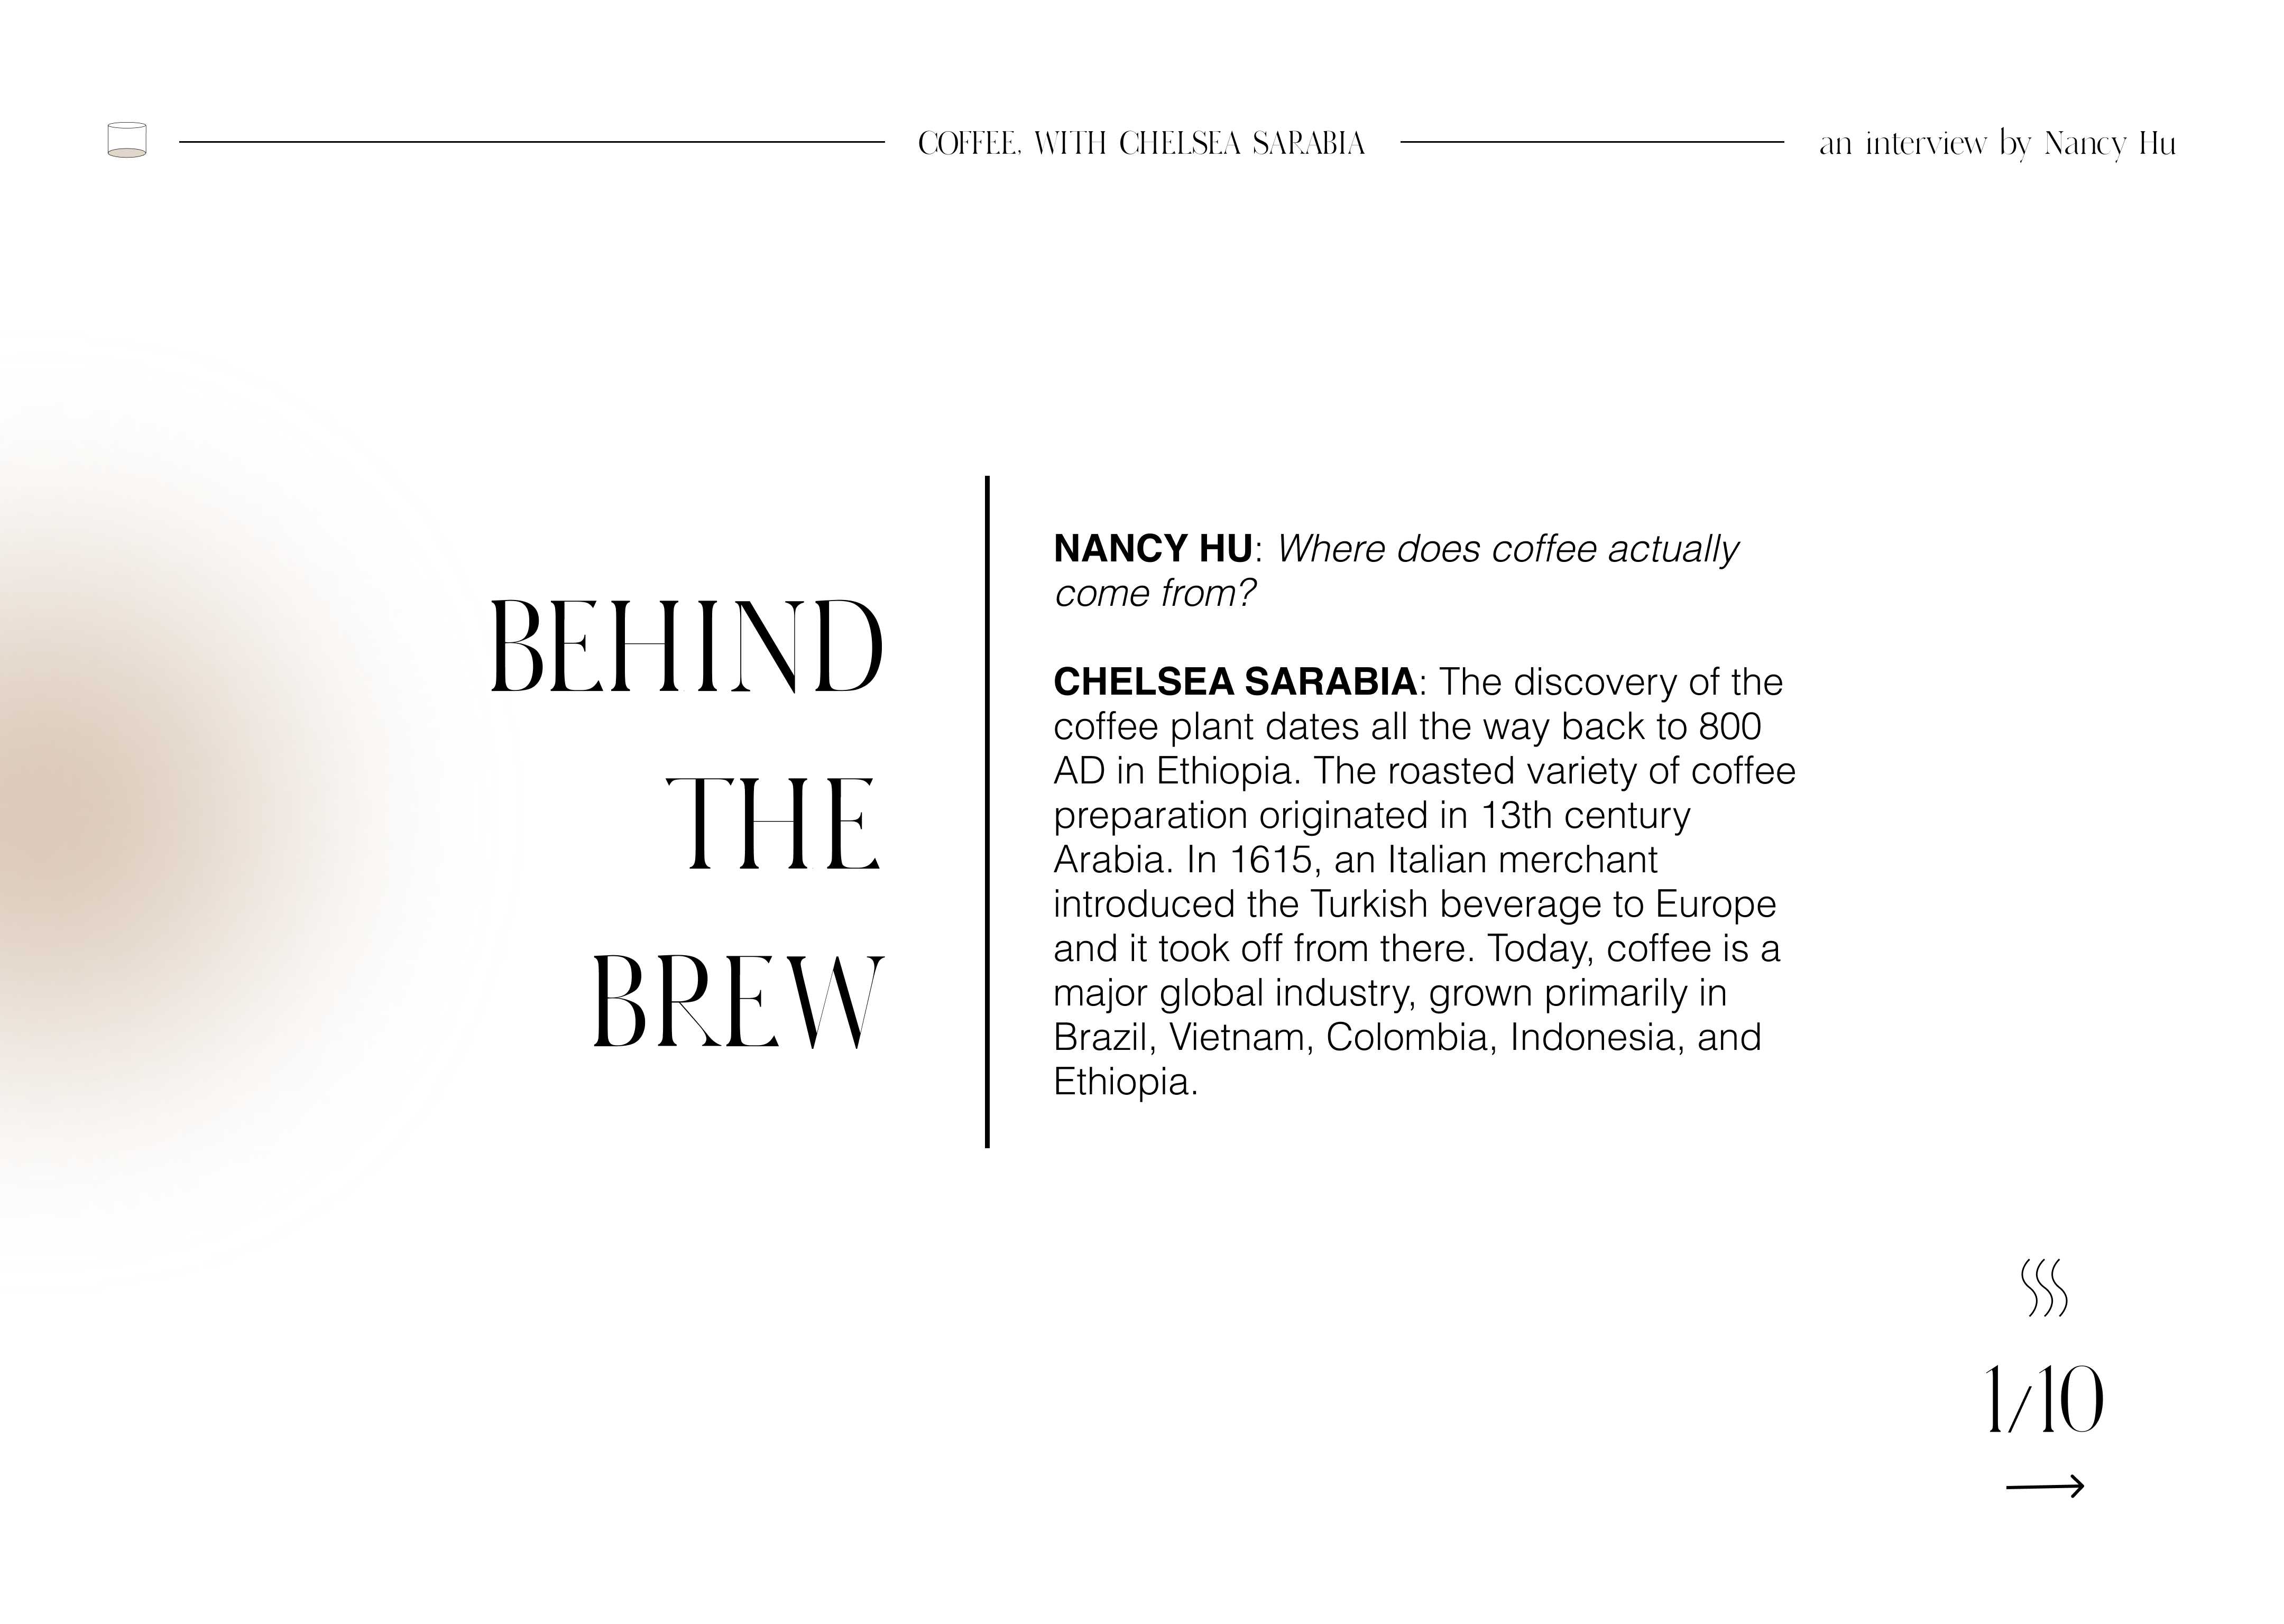 COFFEE, WITH CHELSEA SARABIA
an interview by Nancy Hu
BEHIND
THE
BREW
NANCY HU: Where does coffee actually
come from?
CHELSEA SARABIA: The discovery of the
coffee plant dates all the way back to 800
AD in Ethiopia. The roasted variety of coffee
preparation originated in 13th century
Arabia. In 1615, an Italian merchant
introduced the Turkish beverage to Europe
and it took off from there. Today, coffee is a
major global industry, grown primarily in
Brazil, Vietnam, Colombia, Indonesia, and
Ethiopia.
1/10